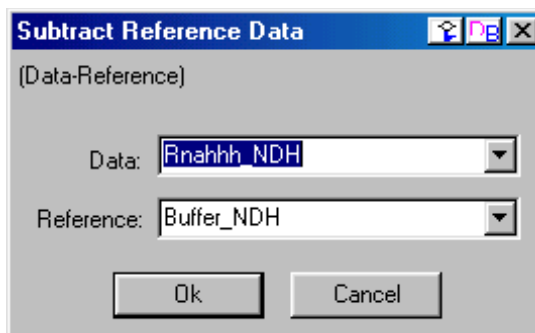 Subtract Reference Data
(Data-Reference)
Data: Rnahhh_NDH
Reference: Buffer_NDH
Ok Cancel